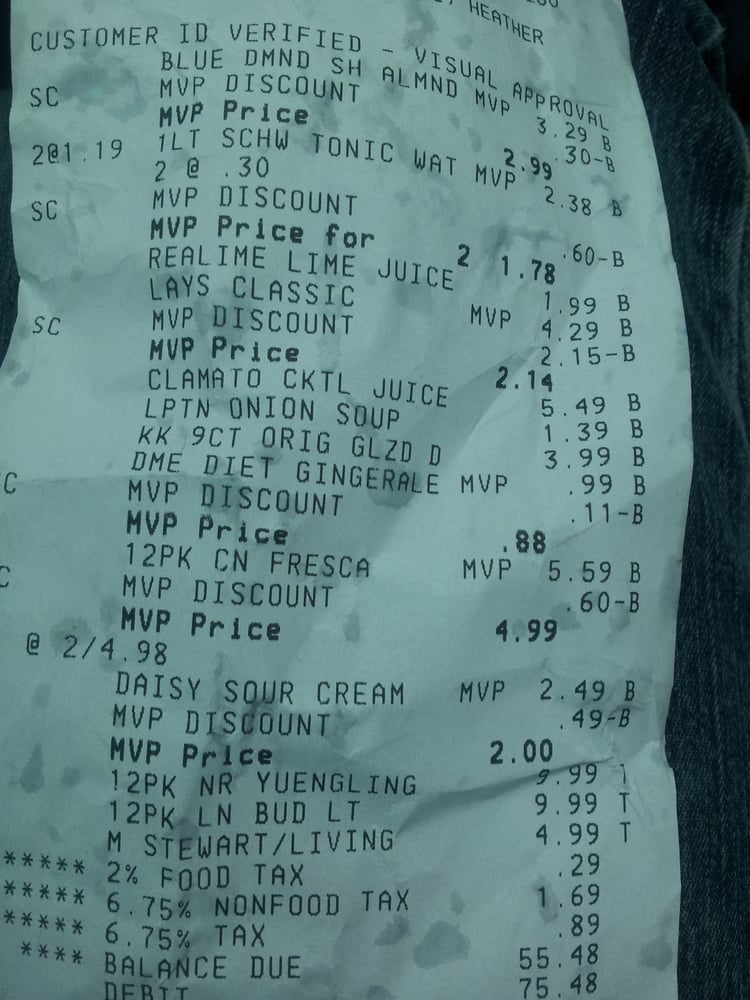 HEATHER
CUSTOMER ID VERIFIED - VISUAL APPROVAL
BLUE DMND SH ALMND MVP 3.29 B
SC MVP DISCOUNT .30-B
MVP Price 2.99
2@1.19 1LT SCHW TONIC WAT MVP 2.38 B
2 @ .30
SC MVP DISCOUNT .60-B
MVP Price for 2 1.78
REALIME LIME JUICE 1.99 B
LAYS CLASSIC MVP 4.29 B
SC MVP DISCOUNT 2.15-B
MVP Price 2.14
CLAMATO CKTL JUICE 5.49 B
LPTN ONION SOUP 1.39 B
KK 9CT ORIG GLZD D 3.99 B
DME DIET GINGERALE MVP .99 B
C MVP DISCOUNT .11-B
MVP Price .88
12PK CN FRESCA MVP 5.59 B
C MVP DISCOUNT .60-B
MVP Price 4.99
@ 2/4.98
DAISY SOUR CREAM MVP 2.49 B
MVP DISCOUNT .49-B
MVP Price 2.00
12PK NR YUENGLING 9.99 T
12PK LN BUD LT 9.99 T
M STEWART/LIVING 4.99 T
***** 2% FOOD TAX .29
***** 6.75% NONFOOD TAX 1.69
***** 6.75% TAX .89
**** BALANCE DUE 55.48
DEBIT 75.48